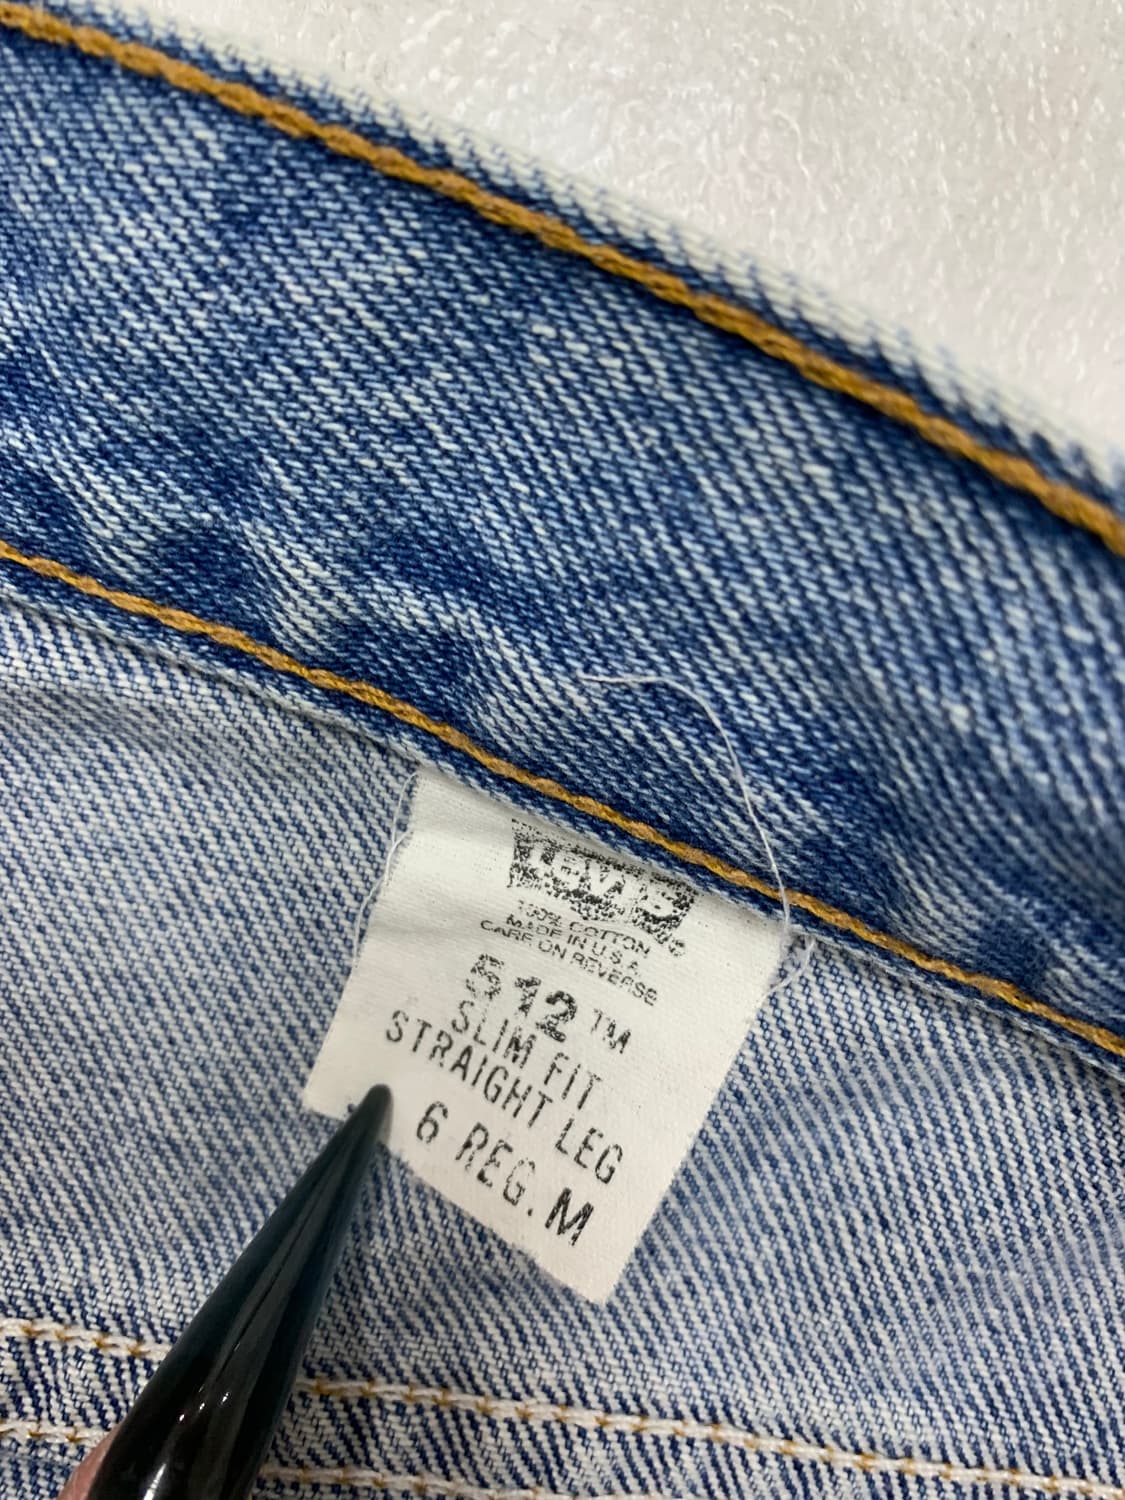 Levi's
100% COTTON
MADE IN U.S.A.
CARE ON REVERSE
512™
SLIM FIT
STRAIGHT LEG
6 REG. M